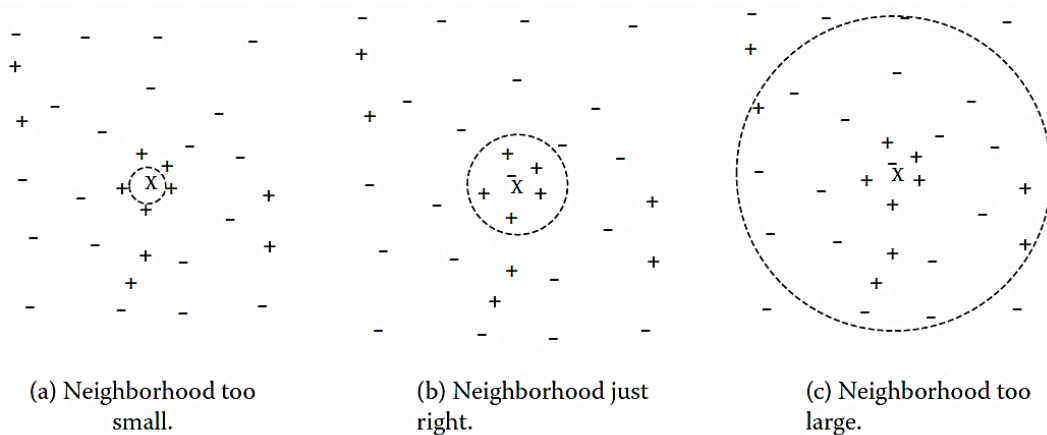 X
X
X
(a) Neighborhood too
small.
(b) Neighborhood just
right.
(c) Neighborhood too
large.